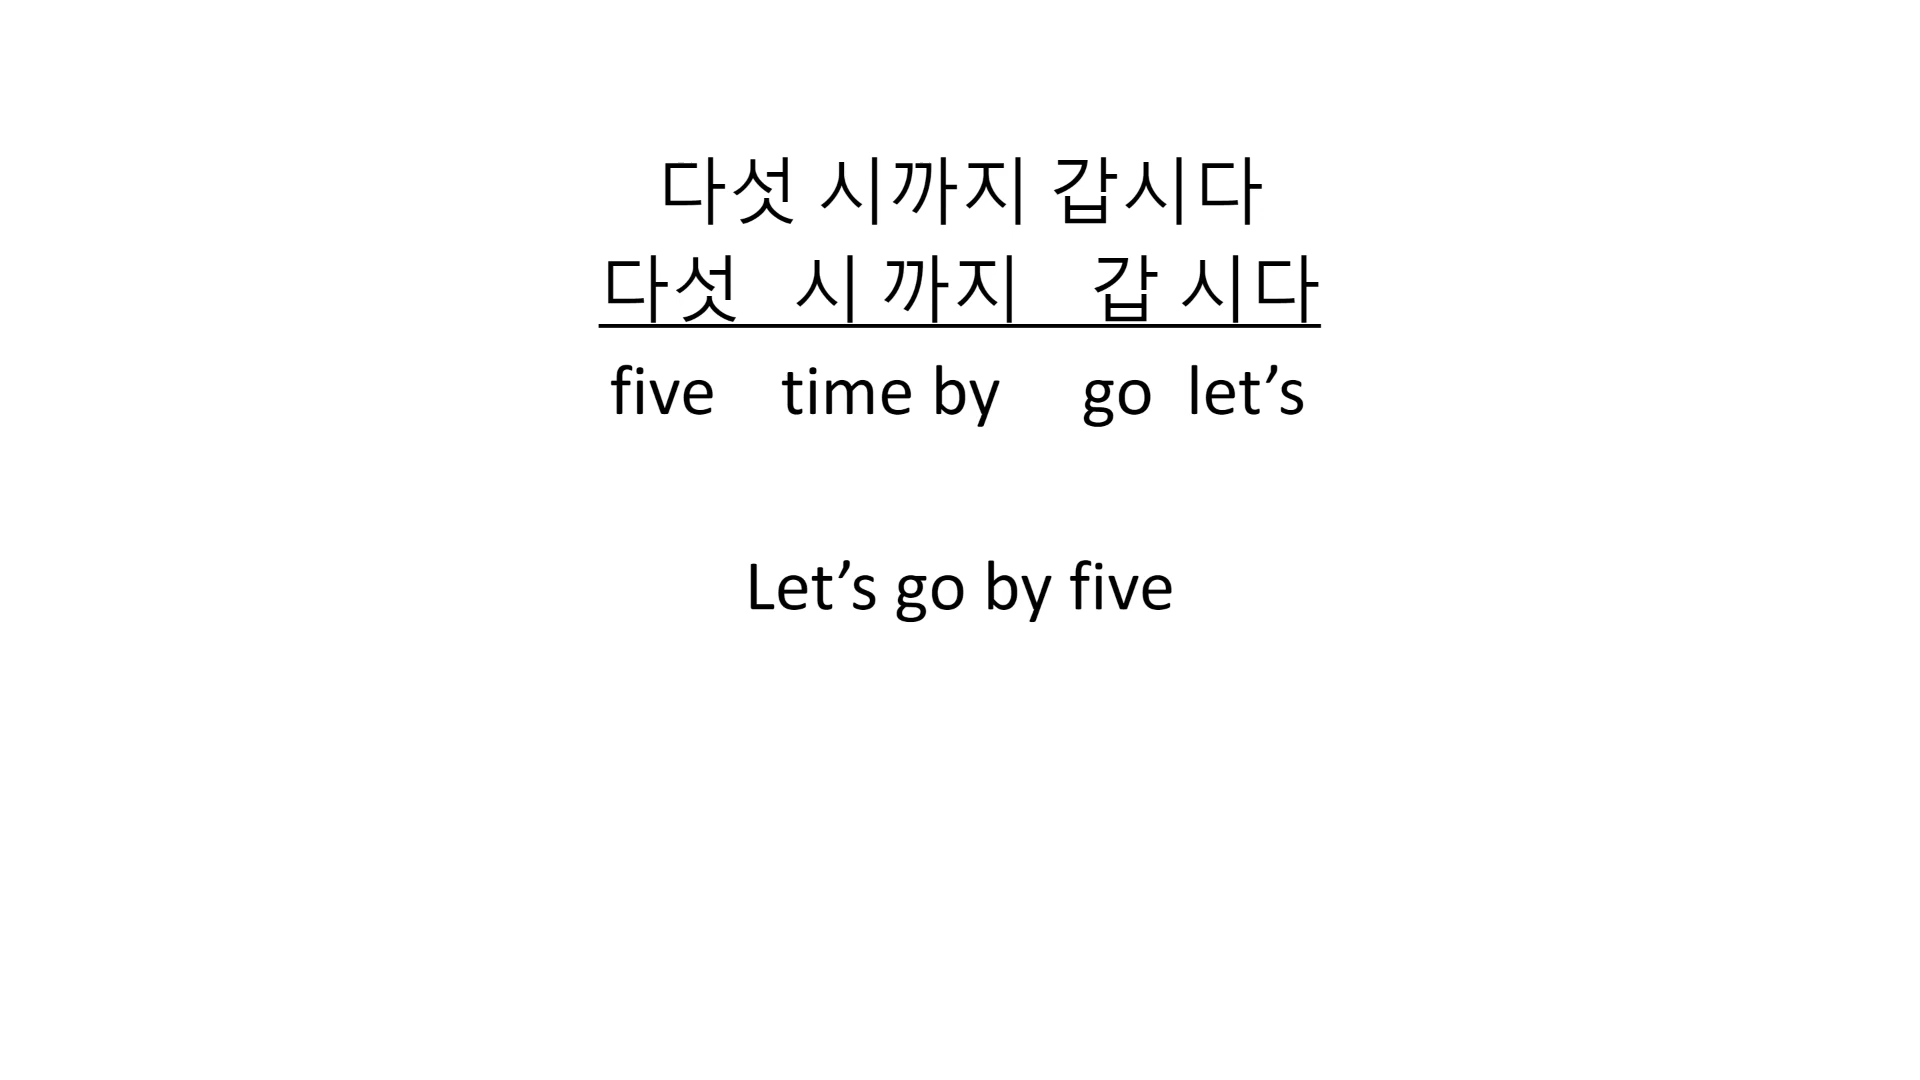 다섯 시까지 갑시다
다섯 시 까지 갑 시다
five time by go let’s
Let’s go by five